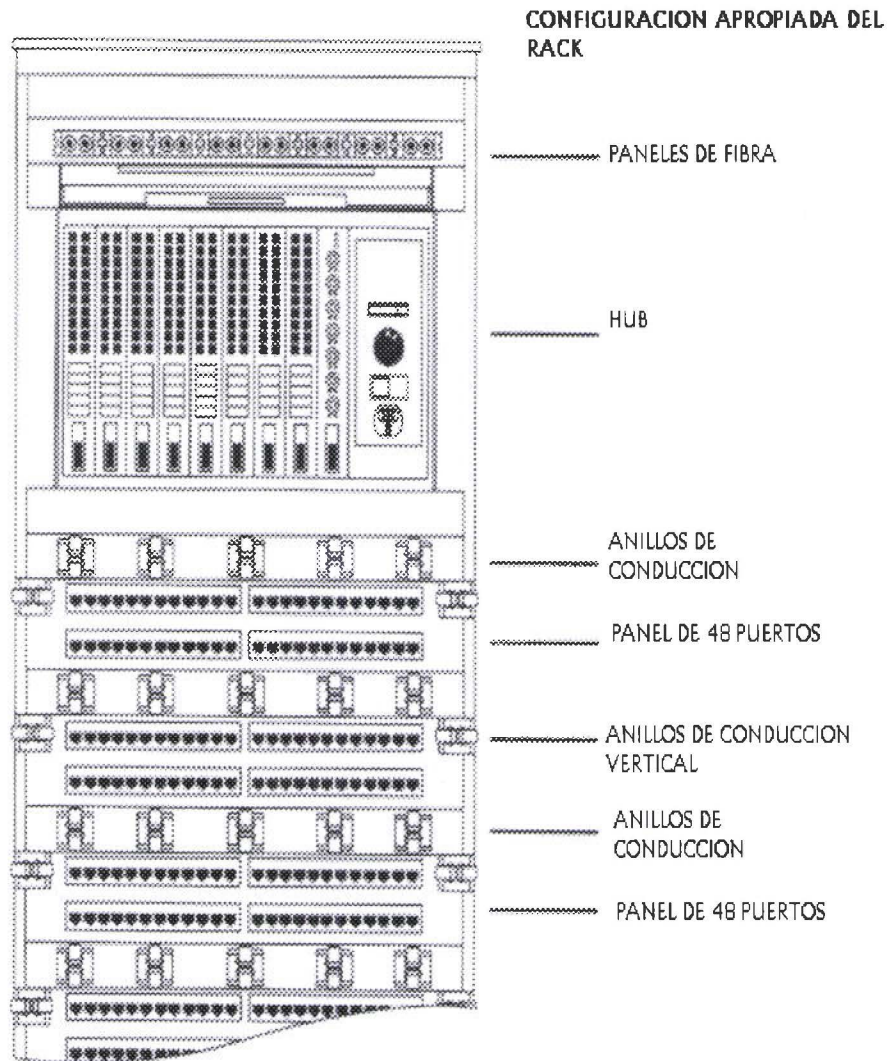 CONFIGURACION APROPIADA DEL
RACK
PANELES DE FIBRA
HUB
ANILLOS DE
CONDUCCION
PANEL DE 48 PUERTOS
ANILLOS DE CONDUCCION
VERTICAL
ANILLOS DE
CONDUCCION
PANEL DE 48 PUERTOS